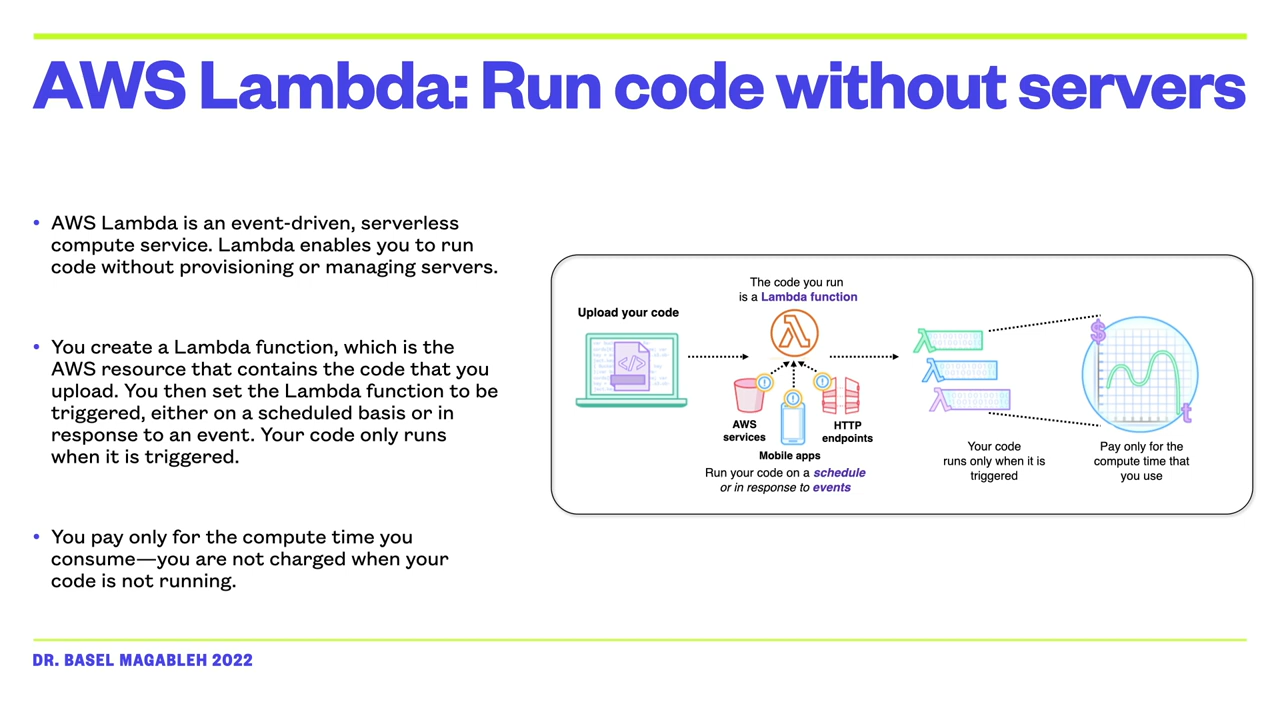 AWS Lambda: Run code without servers
• AWS Lambda is an event-driven, serverless
compute service. Lambda enables you to run
code without provisioning or managing servers.
• You create a Lambda function, which is the
AWS resource that contains the code that you
upload. You then set the Lambda function to be
triggered, either on a scheduled basis or in
response to an event. Your code only runs
when it is triggered.
• You pay only for the compute time you
consume—you are not charged when your
code is not running.
Upload your code
</>
The code you run
is a Lambda function
λ
AWS
services
Mobile apps
HTTP
endpoints
Run your code on a schedule
or in response to events
λ
λ
λ
Your code
runs only when it is
triggered
$
t
Pay only for the
compute time that
you use
DR. BASEL MAGABLEH 2022